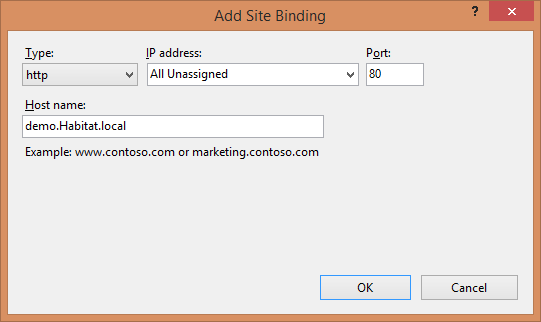 Add Site Binding
? x
Type: IP address: Port:
http All Unassigned 80
Host name:
demo.Habitat.local
Example: www.contoso.com or marketing.contoso.com
OK Cancel